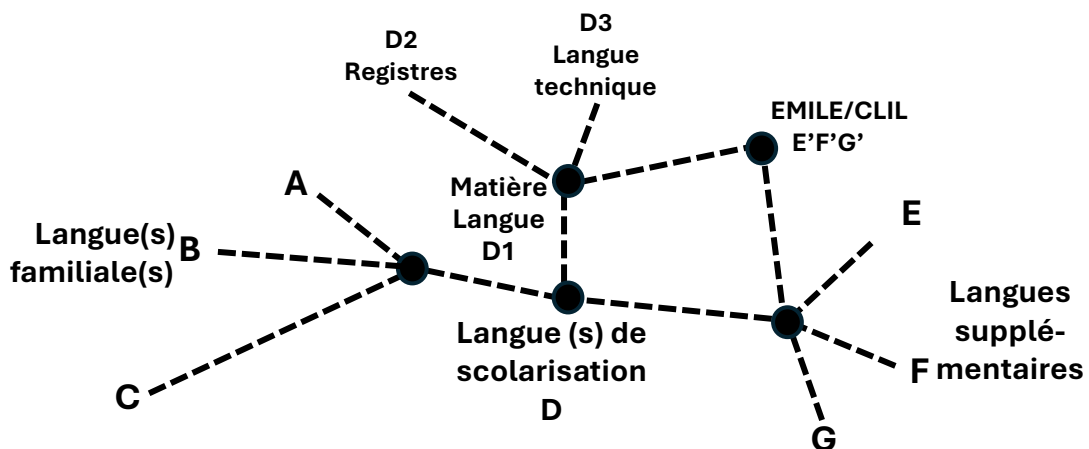 D2
Registres
D3
Langue
technique
EMILE/CLIL
E'F'G'
A
Matière
Langue
D1
Langue(s)
familiale(s)
B
C
Langue (s) de
scolarisation
D
E
Langues
supplé-
mentaires
F
G